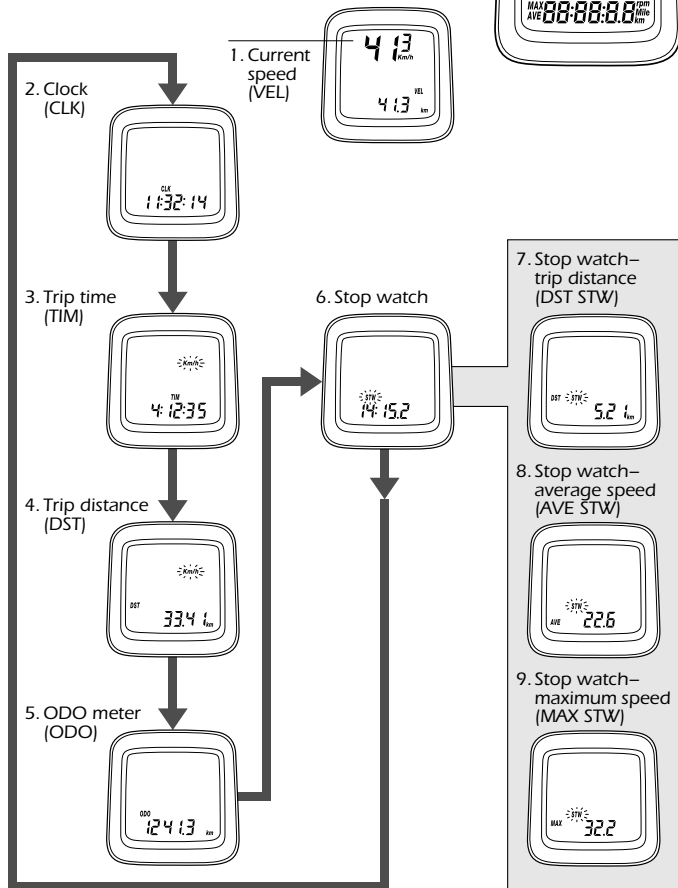 MAX
AVE 88:88:8.8 rpm
Mile
km
1. Current
speed
(VEL)
41.3
Km/h
VEL
41.3 km
2. Clock
(CLK)
CLK
11:32:14
3. Trip time
(TIM)
Km/h
TIM
4:12:35
4. Trip distance
(DST)
Km/h
DST
33.41 km
5. ODO meter
(ODO)
ODO
1241.3 km
6. Stop watch
STW
14:15.2
7. Stop watch–
trip distance
(DST STW)
DST STW
5.21 km
8. Stop watch–
average speed
(AVE STW)
STW
AVE 22.6
9. Stop watch–
maximum speed
(MAX STW)
MAX STW
32.2